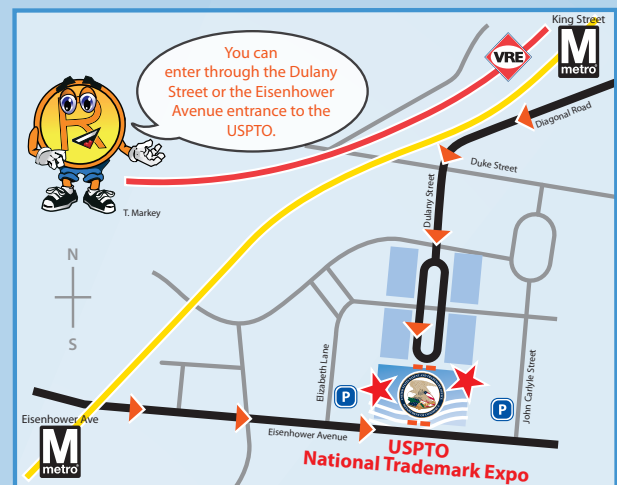 King Street
M
metro
VRE
You can
enter through the Dulany
Street or the Eisenhower
Avenue entrance to the
USPTO.
R
T. Markey
Diagonal Road
Duke Street
Dulany Street
N
S
Elizabeth Lane
John Carlyle Street
P
P
Eisenhower Ave
M
metro
Eisenhower Avenue
USPTO
National Trademark Expo